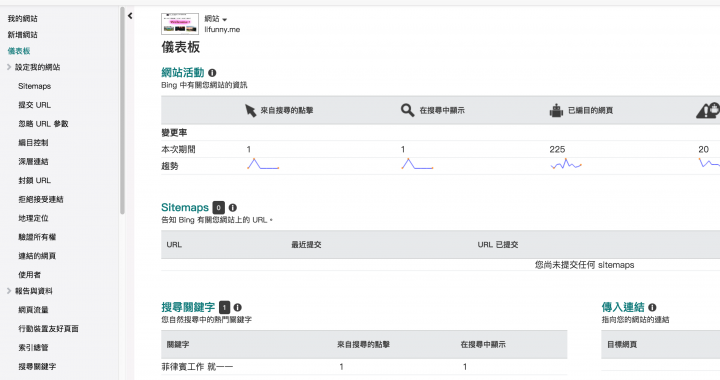 我的網站
新增網站
儀表板
設定我的網站
Sitemaps
提交 URL
忽略 URL 參數
編目控制
深層連結
封鎖 URL
拒絕接受連結
地理定位
驗證所有權
連結的網頁
使用者
報告與資料
網頁流量
行動裝置友好頁面
索引總管
搜尋關鍵字
網站
lifunny.me
儀表板
網站活動
Bing 中有關您網站的資訊
來自搜尋的點擊 在搜尋中顯示 已編目的網頁
變更率
本次期間 1 1 225 20
趨勢
Sitemaps 0
告知 Bing 有關您網站上的 URL。
URL 最近提交 URL 已提交
您尚未提交任何 sitemaps
搜尋關鍵字 1
您自然搜尋中的熱門關鍵字
關鍵字 來自搜尋的點擊 在搜尋中顯示
菲律賓工作 就一一 1 1
傳入連結
指向您的網站的連結
目標網頁